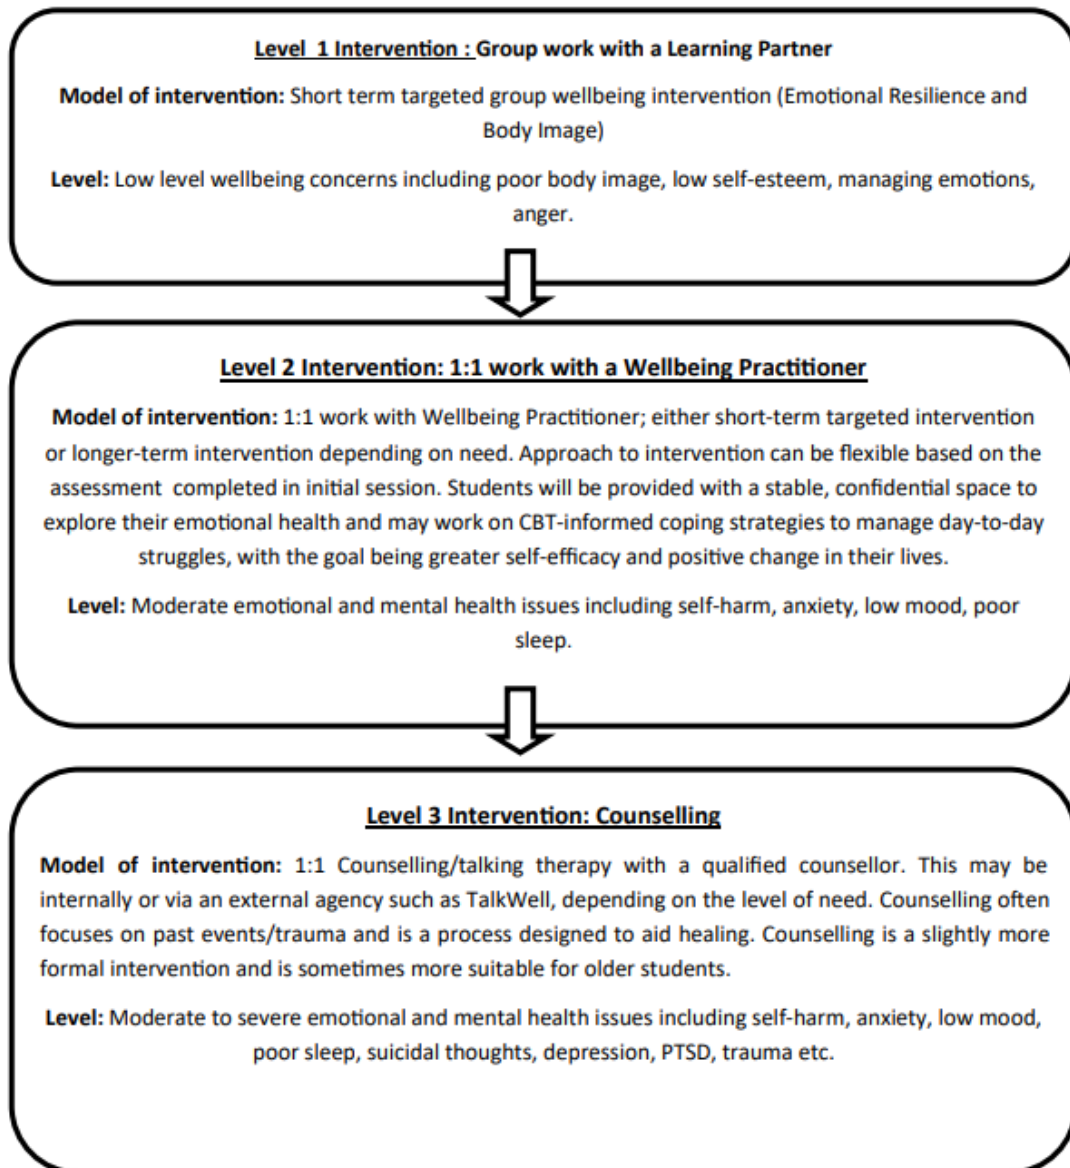 Level 1 Intervention : Group work with a Learning Partner
Model of intervention: Short term targeted group wellbeing intervention (Emotional Resilience and
Body Image)
Level: Low level wellbeing concerns including poor body image, low self-esteem, managing emotions,
anger.
Level 2 Intervention: 1:1 work with a Wellbeing Practitioner
Model of intervention: 1:1 work with Wellbeing Practitioner; either short-term targeted intervention
or longer-term intervention depending on need. Approach to intervention can be flexible based on the
assessment completed in initial session. Students will be provided with a stable, confidential space to
explore their emotional health and may work on CBT-informed coping strategies to manage day-to-day
struggles, with the goal being greater self-efficacy and positive change in their lives.
Level: Moderate emotional and mental health issues including self-harm, anxiety, low mood, poor
sleep.
Level 3 Intervention: Counselling
Model of intervention: 1:1 Counselling/talking therapy with a qualified counsellor. This may be
internally or via an external agency such as TalkWell, depending on the level of need. Counselling often
focuses on past events/trauma and is a process designed to aid healing. Counselling is a slightly more
formal intervention and is sometimes more suitable for older students.
Level: Moderate to severe emotional and mental health issues including self-harm, anxiety, low mood,
poor sleep, suicidal thoughts, depression, PTSD, trauma etc.